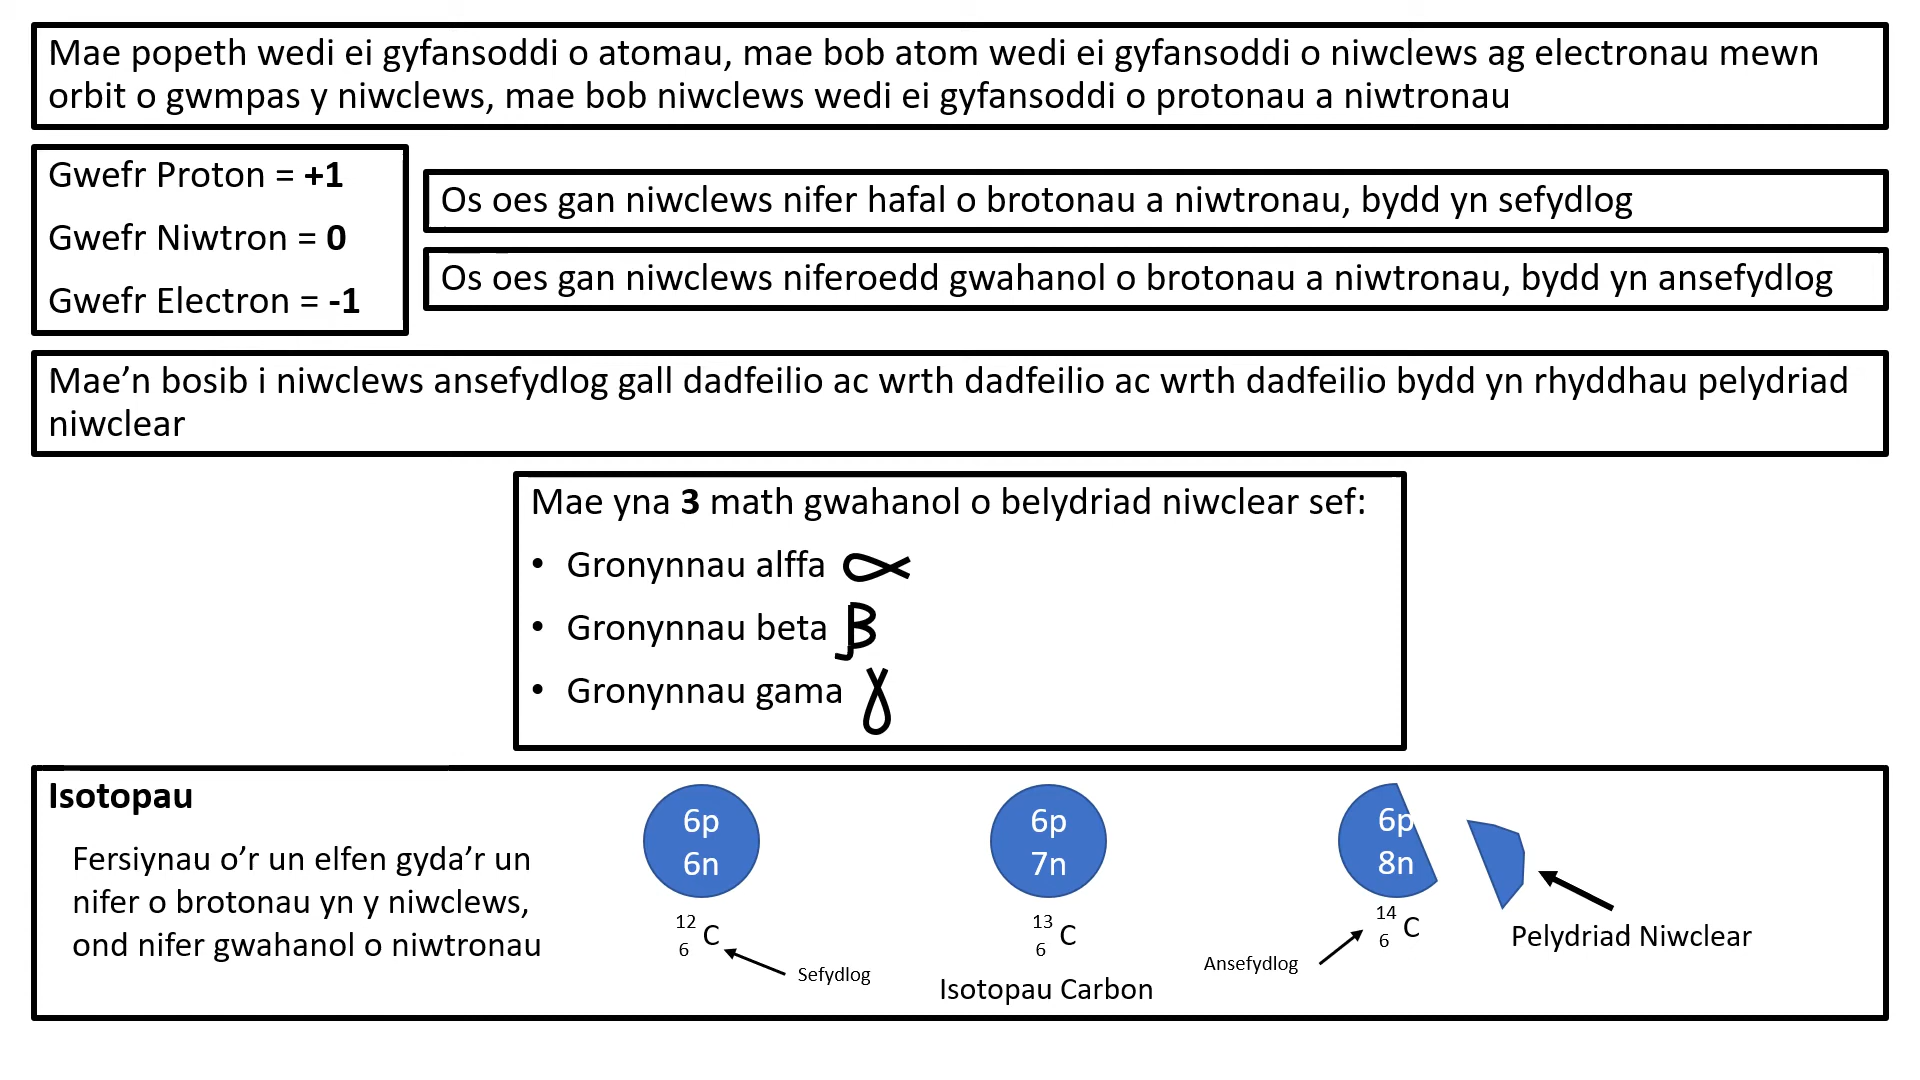 Mae popeth wedi ei gyfansoddi o atomau, mae bob atom wedi ei gyfansoddi o niwclews ag electronau mewn
orbit o gwmpas y niwclews, mae bob niwclews wedi ei gyfansoddi o protonau a niwtronau
Gwefr Proton = +1
Gwefr Niwtron = 0
Gwefr Electron = -1
Os oes gan niwclews nifer hafal o brotonau a niwtronau, bydd yn sefydlog
Os oes gan niwclews niferoedd gwahanol o brotonau a niwtronau, bydd yn ansefydlog
Mae’n bosib i niwclews ansefydlog gall dadfeilio ac wrth dadfeilio ac wrth dadfeilio bydd yn rhyddhau pelydriad
niwclear
Mae yna 3 math gwahanol o belydriad niwclear sef:
• Gronynnau alffa α
• Gronynnau beta β
• Gronynnau gama γ
Isotopau
Fersiynau o’r un elfen gyda’r un
nifer o brotonau yn y niwclews,
ond nifer gwahanol o niwtronau
6p
6n
12
6 C
Sefydlog
6p
7n
13
6 C
Isotopau Carbon
6p
8n
14
6 C
Ansefydlog
Pelydriad Niwclear